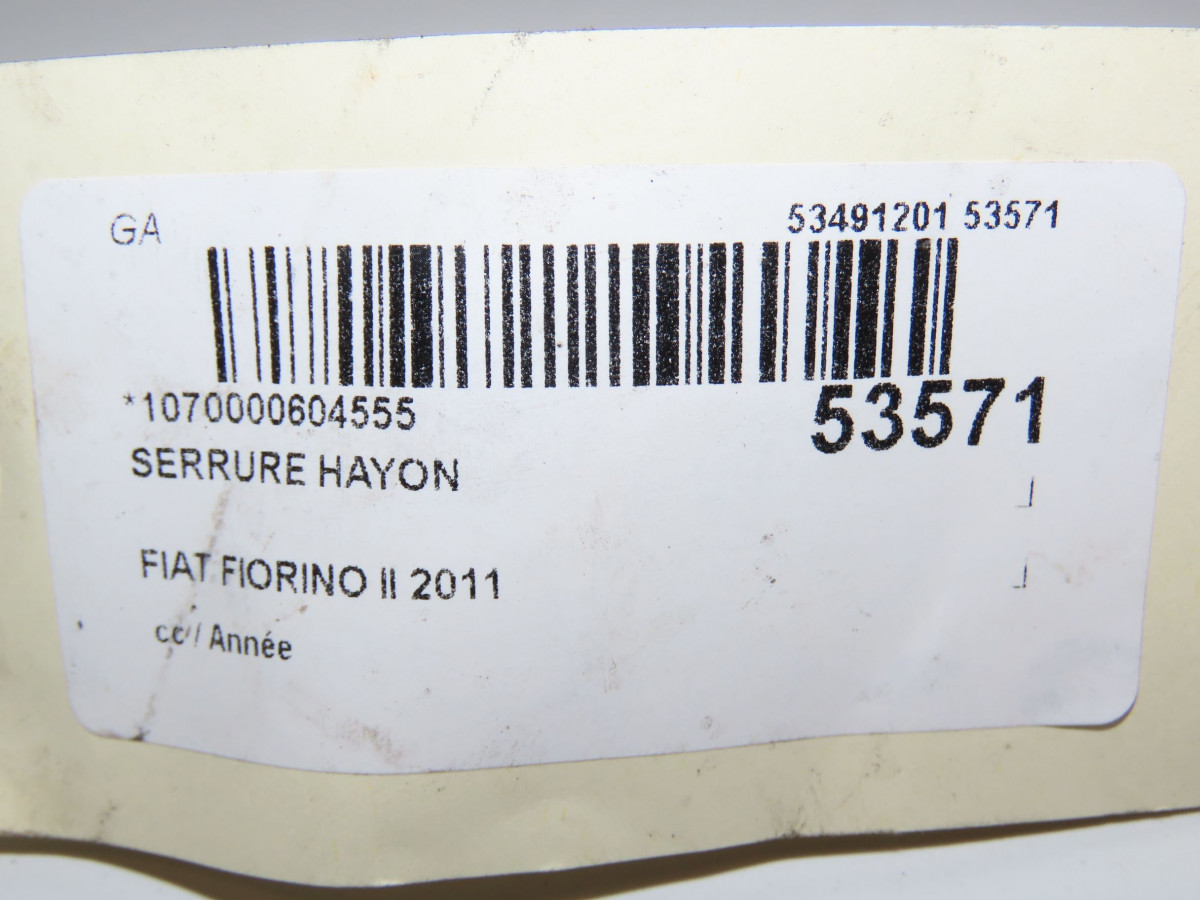 GA
53491201 53571
*1070000604555
53571
SERRURE HAYON
FIAT FIORINO II 2011
cc// Année